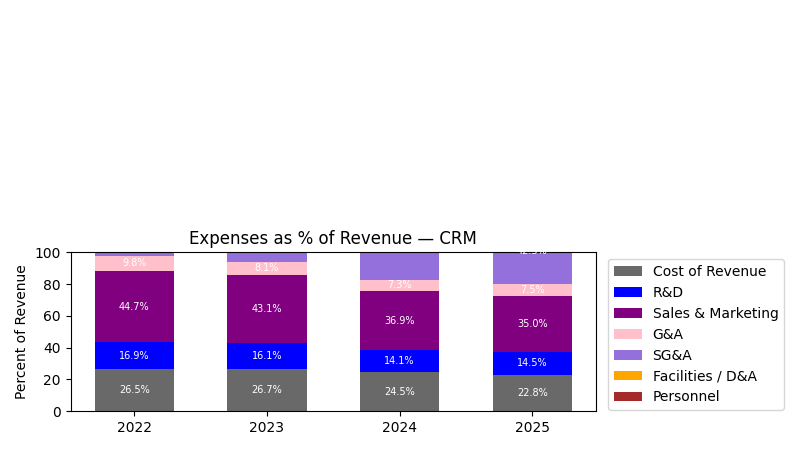 Expenses as % of Revenue — CRM
Percent of Revenue
100
80
60
40
20
0
9.8%
44.7%
16.9%
26.5%
8.1%
43.1%
16.1%
26.7%
7.3%
36.9%
14.1%
24.5%
7.5%
35.0%
14.5%
22.8%
2022
2023
2024
2025
Cost of Revenue
R&D
Sales & Marketing
G&A
SG&A
Facilities / D&A
Personnel